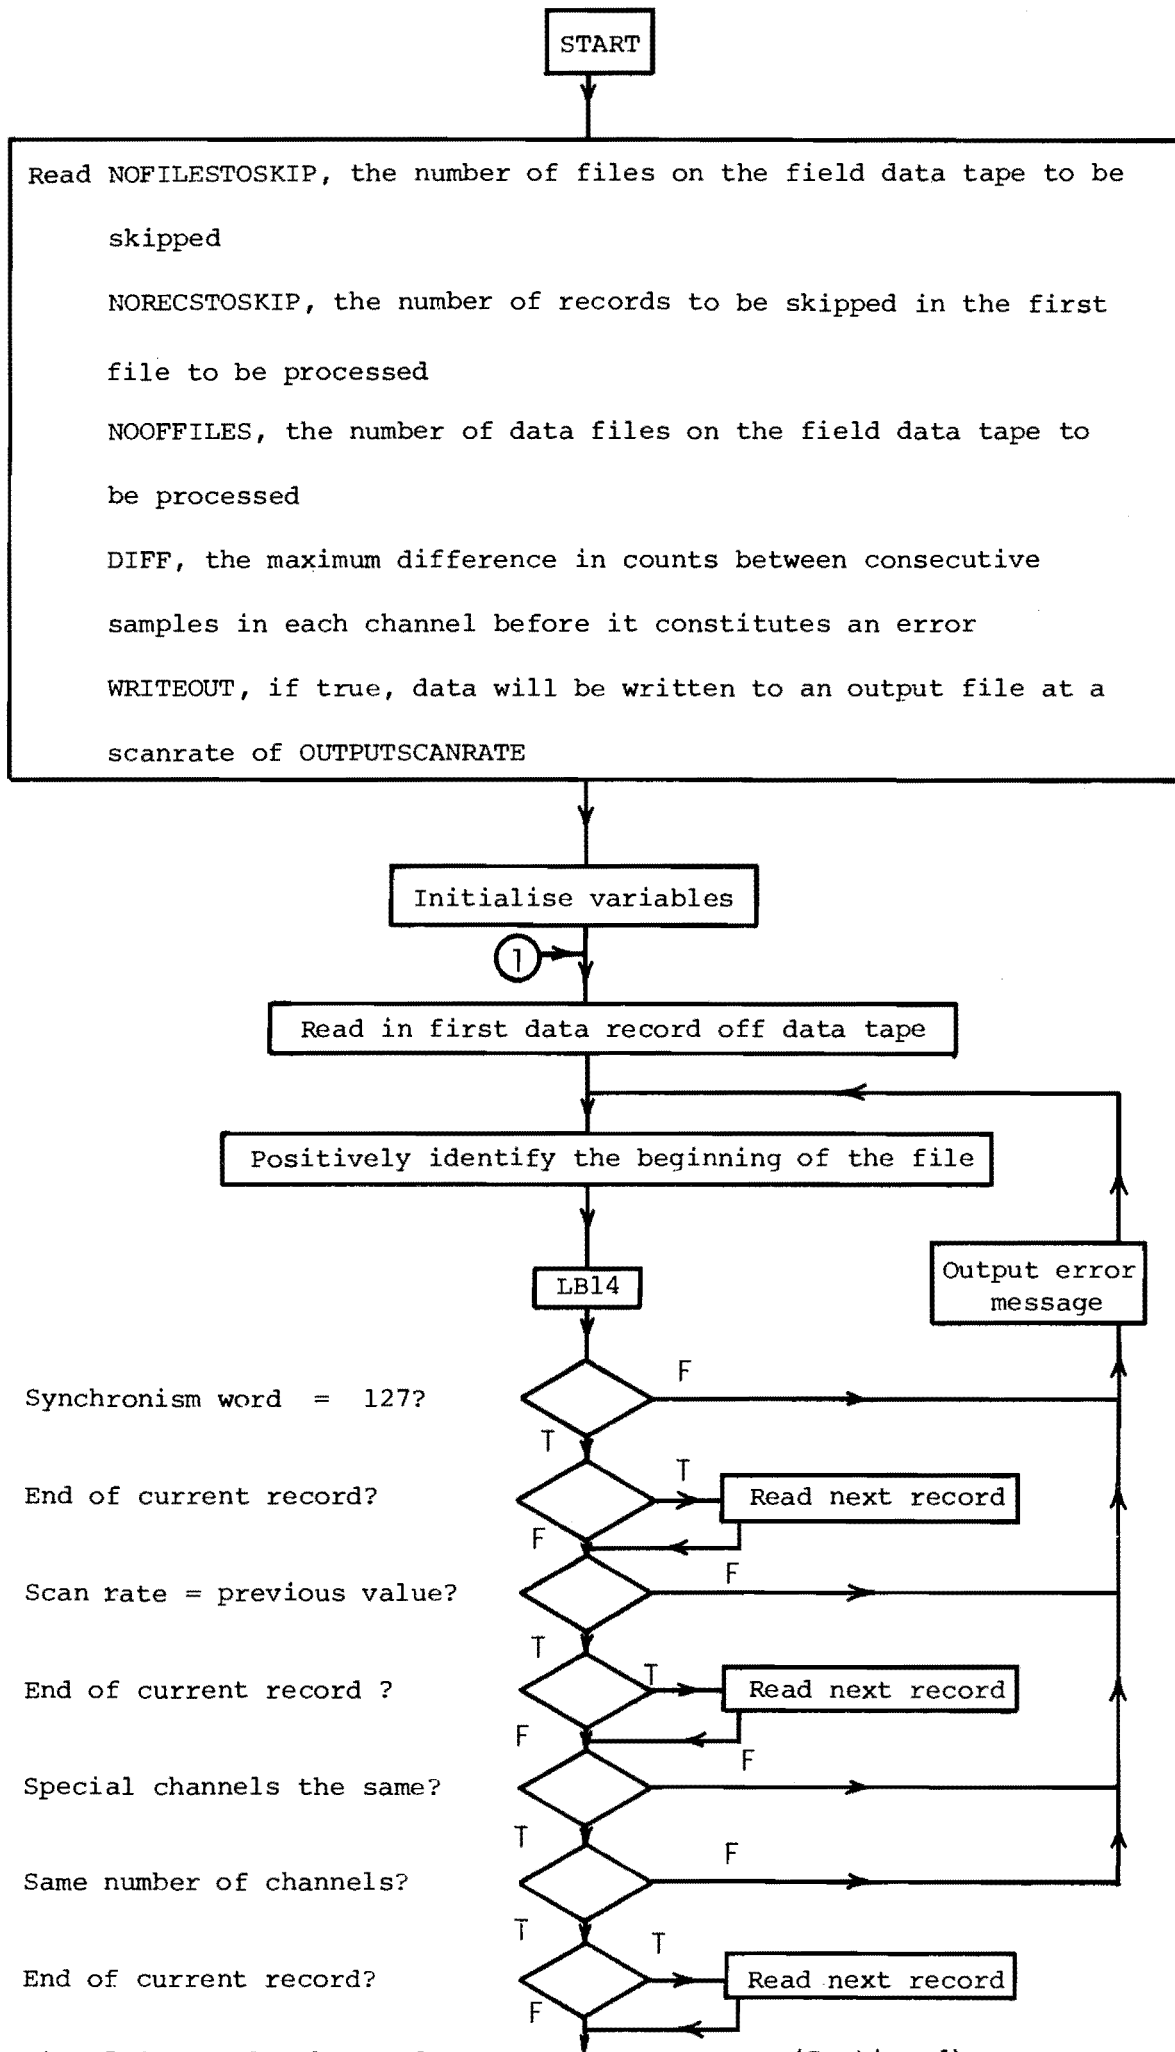 START
Read NOFILESTOSKIP, the number of files on the field data tape to be
skipped
NORECSTOSKIP, the number of records to be skipped in the first
file to be processed
NOOFFILES, the number of data files on the field data tape to
be processed
DIFF, the maximum difference in counts between consecutive
samples in each channel before it constitutes an error
WRITEOUT, if true, data will be written to an output file at a
scanrate of OUTPUTSCANRATE
Initialise variables
1
Read in first data record off data tape
Positively identify the beginning of the file
LB14
Output error
message
Synchronism word = 127?
F
T
End of current record?
T
Read next record
F
Scan rate = previous value?
F
T
End of current record ?
T
Read next record
F
Special channels the same?
F
T
Same number of channels?
F
T
End of current record?
T
Read next record
F